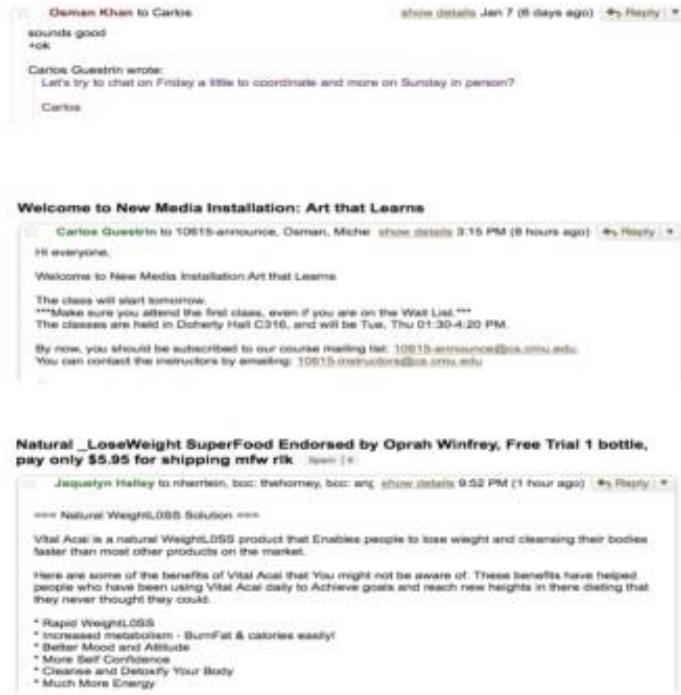 Osman Khan to Carlos show details Jan 7 (6 days ago) Reply
sounds good
+ok
Carlos Guestrin wrote:
Let's try to chat on Friday a little to coordinate and more on Sunday in person?
Carlos
Welcome to New Media Installation: Art that Learns
Carlos Guestrin to 10615-announce, Osman, Miche show details 3:15 PM (8 hours ago) Reply
Hi everyone,
Welcome to New Media Installation:Art that Learns
The class will start tomorrow.
***Make sure you attend the first class, even if you are on the Wait List.***
The classes are held in Doherty Hall C316, and will be Tue, Thu 01:30-4:20 PM.
By now, you should be subscribed to our course mailing list: 10615-announce@cs.cmu.edu.
You can contact the instructors by emailing: 10615-instructors@cs.cmu.edu
Natural _LoseWeight SuperFood Endorsed by Oprah Winfrey, Free Trial 1 bottle,
pay only $5.95 for shipping mfw rlk Spam
Jaquelyn Halley to nherrlein, bcc: thehorney, bcc: ang show details 9:52 PM (1 hour ago) Reply
=== Natural WeightL0SS Solution ===
Vital Acai is a natural WeightL0SS product that Enables people to lose wieght and cleansing their bodies
faster than most other products on the market.
Here are some of the benefits of Vital Acai that You might not be aware of. These benefits have helped
people who have been using Vital Acai daily to Achieve goals and reach new heights in there dieting that
they never thought they could.
* Rapid WeightL0SS
* Increased metabolism - BurnFat & calories easily!
* Better Mood and Attitude
* More Self Confidence
* Cleanse and Detoxify Your Body
* Much More Energy